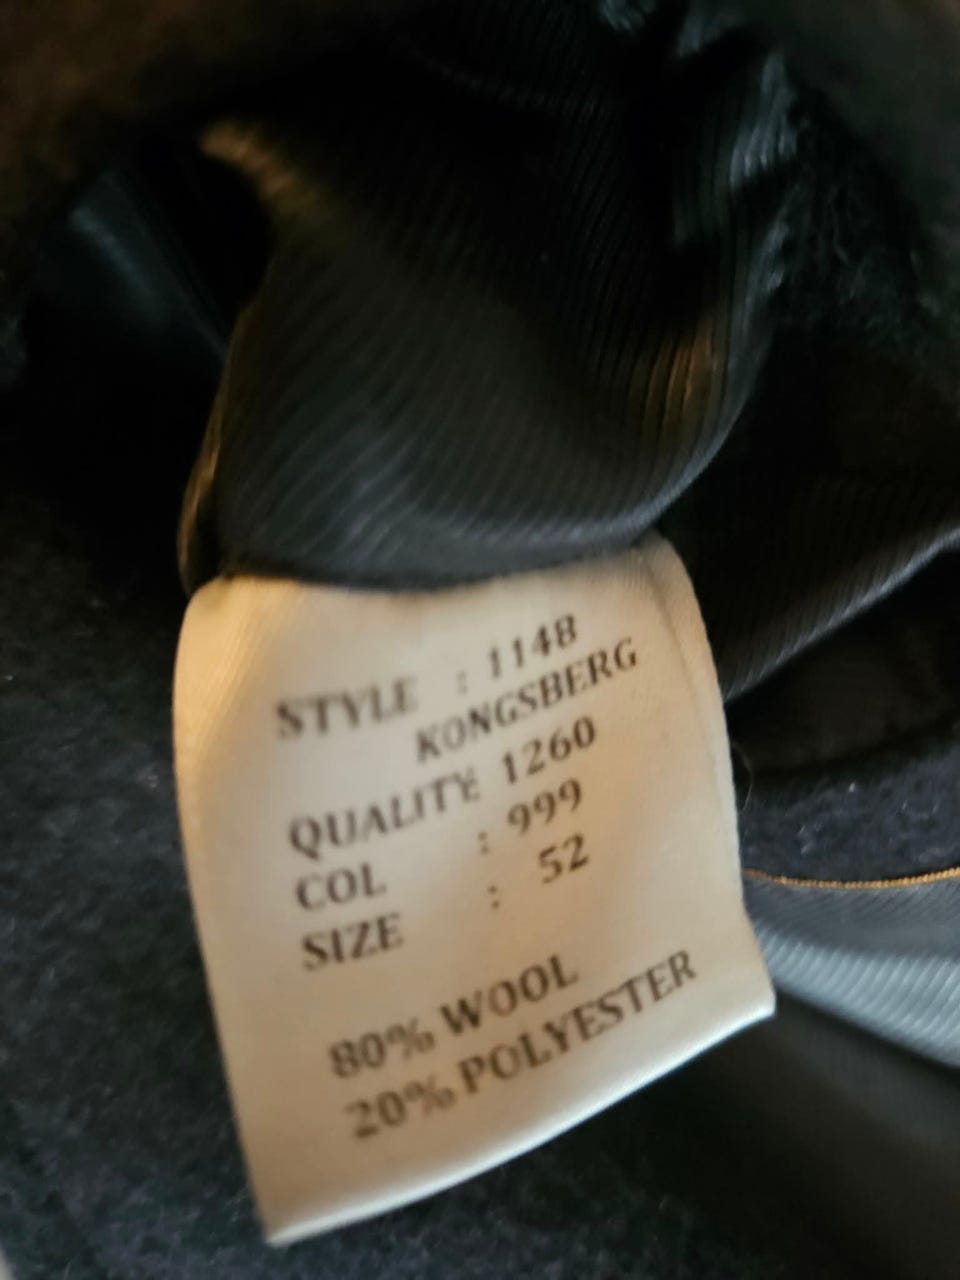 STYLE : 1148
KONGSBERG
QUALITY: 1260
COL : 999
SIZE : 52
80% WOOL
20% POLYESTER